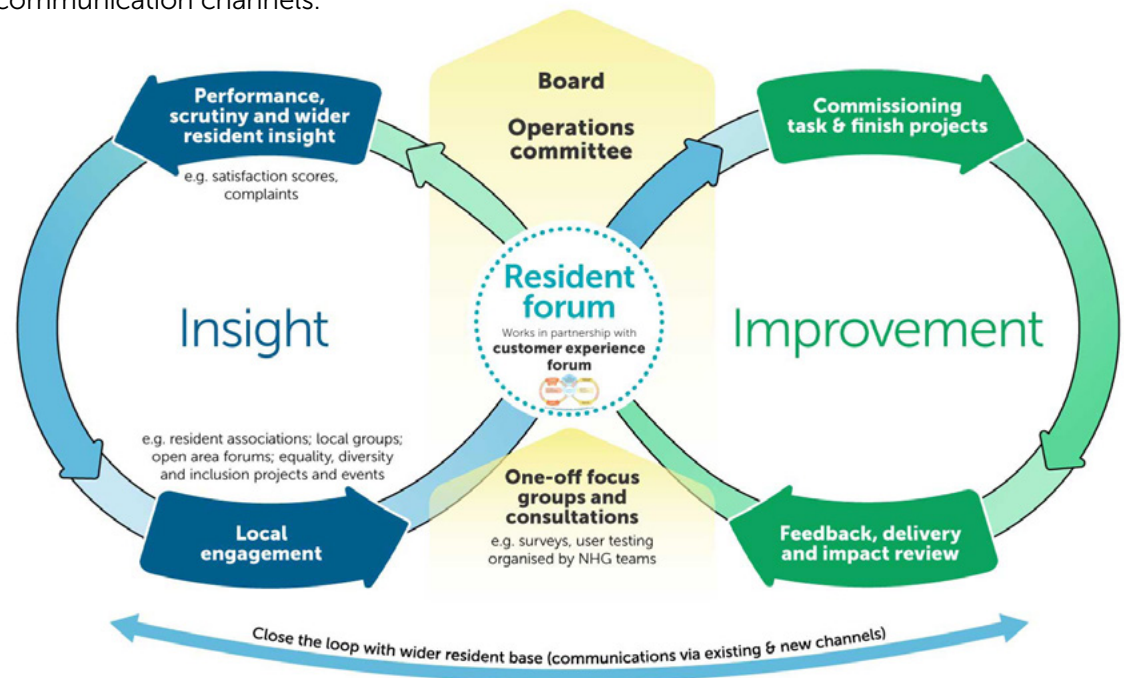 communication channels.
Board
Operations
committee
Performance,
scrutiny and wider
resident insight
e.g. satisfaction scores,
complaints
Commissioning
task & finish projects
Insight
Resident
forum
Works in partnership with
customer experience
forum
Improvement
e.g. resident associations; local groups;
open area forums; equality, diversity
and inclusion projects and events
Local
engagement
One-off focus
groups and
consultations
e.g. surveys, user testing
organised by NHG teams
Feedback, delivery
and impact review
Close the loop with wider resident base (communications via existing & new channels)